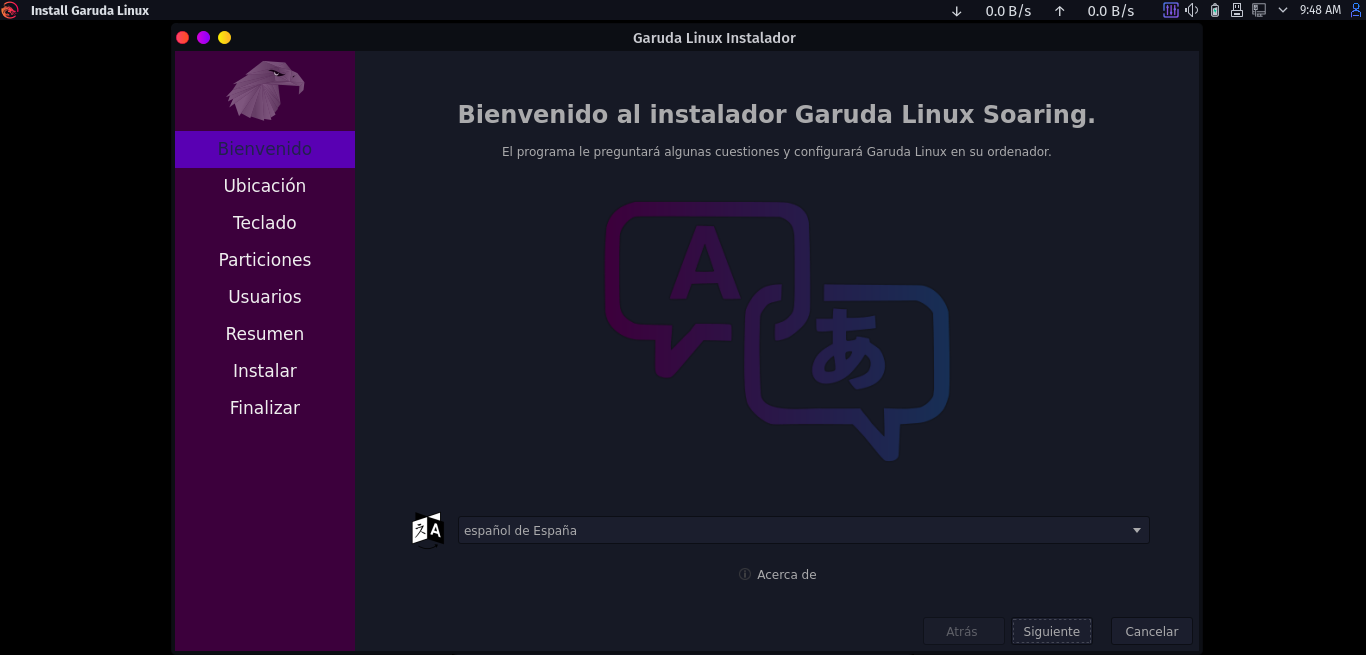 Install Garuda Linux
0.0 B/s
0.0 B/s
9:48 AM
Garuda Linux Instalador
Bienvenido
Ubicación
Teclado
Particiones
Usuarios
Resumen
Instalar
Finalizar
Bienvenido al instalador Garuda Linux Soaring.
El programa le preguntará algunas cuestiones y configurará Garuda Linux en su ordenador.
A
あ
español de España
Acerca de
Atrás
Siguiente
Cancelar